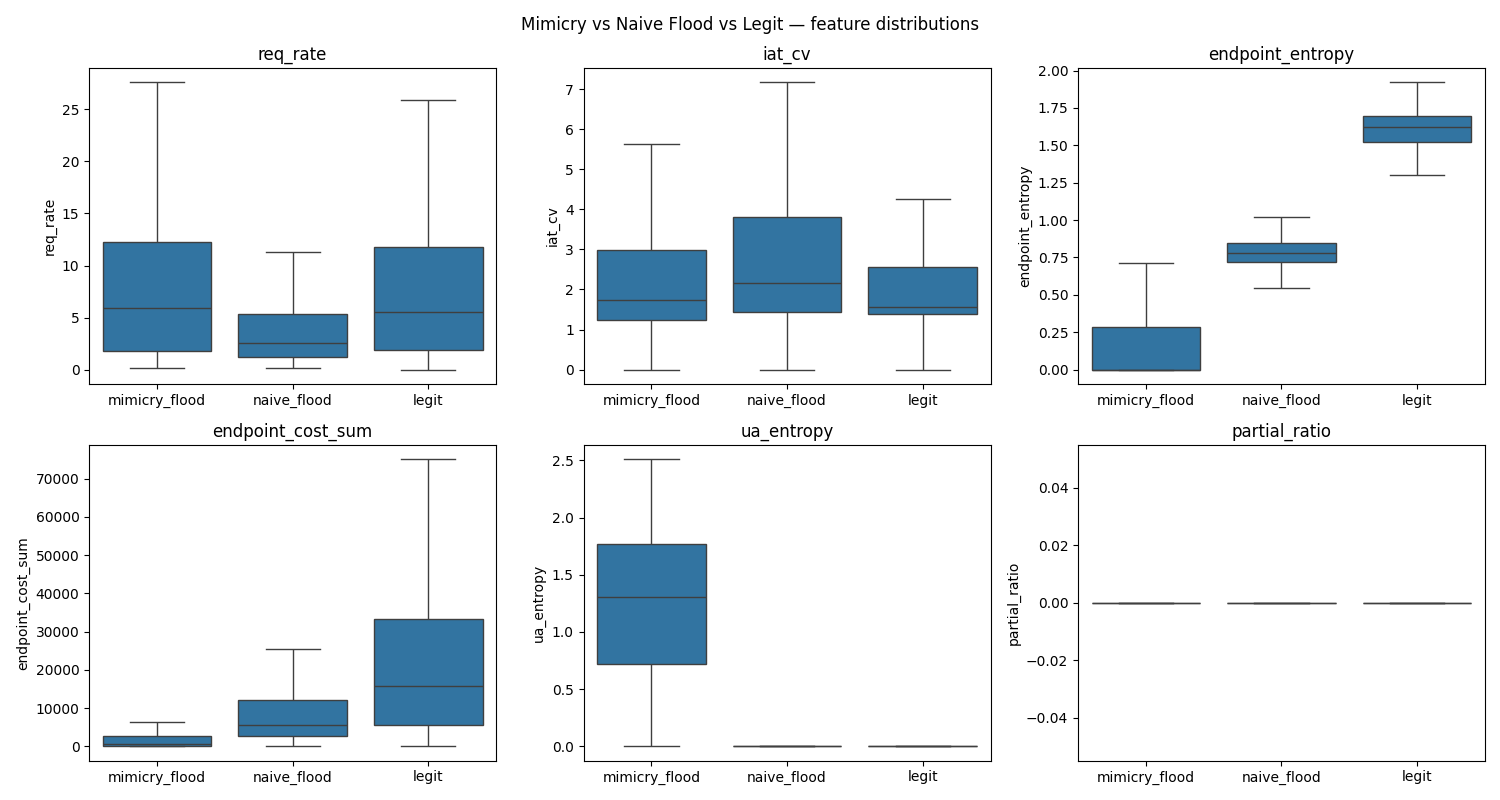 Mimicry vs Naive Flood vs Legit — feature distributions
req_rate
req_rate
25
20
15
10
5
0
mimicry_flood naive_flood legit
iat_cv
iat_cv
7
6
5
4
3
2
1
0
mimicry_flood naive_flood legit
endpoint_entropy
endpoint_entropy
2.00
1.75
1.50
1.25
1.00
0.75
0.50
0.25
0.00
mimicry_flood naive_flood legit
endpoint_cost_sum
endpoint_cost_sum
70000
60000
50000
40000
30000
20000
10000
0
mimicry_flood naive_flood legit
ua_entropy
ua_entropy
2.5
2.0
1.5
1.0
0.5
0.0
mimicry_flood naive_flood legit
partial_ratio
partial_ratio
0.04
0.02
0.00
−0.02
−0.04
mimicry_flood naive_flood legit